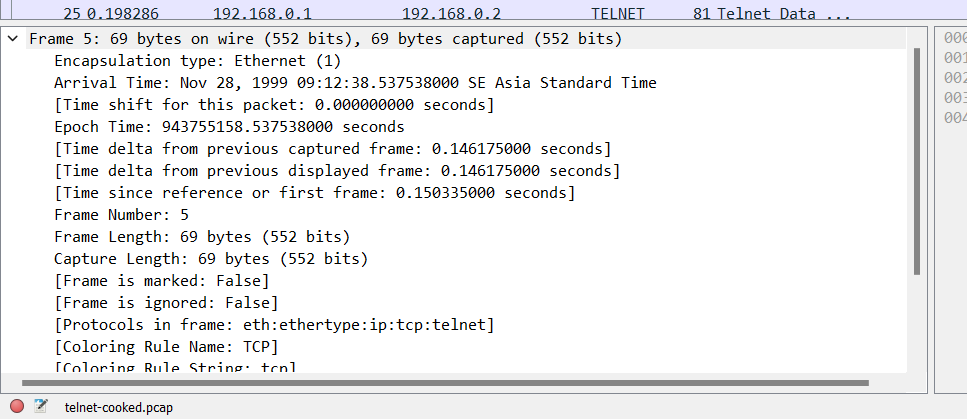 25 0.198286 192.168.0.1 192.168.0.2 TELNET 81 Telnet Data ...
Frame 5: 69 bytes on wire (552 bits), 69 bytes captured (552 bits)
Encapsulation type: Ethernet (1)
Arrival Time: Nov 28, 1999 09:12:38.537538000 SE Asia Standard Time
[Time shift for this packet: 0.000000000 seconds]
Epoch Time: 943755158.537538000 seconds
[Time delta from previous captured frame: 0.146175000 seconds]
[Time delta from previous displayed frame: 0.146175000 seconds]
[Time since reference or first frame: 0.150335000 seconds]
Frame Number: 5
Frame Length: 69 bytes (552 bits)
Capture Length: 69 bytes (552 bits)
[Frame is marked: False]
[Frame is ignored: False]
[Protocols in frame: eth:ethertype:ip:tcp:telnet]
[Coloring Rule Name: TCP]
[Coloring Rule String: tcp]
000
001
002
003
004
telnet-cooked.pcap